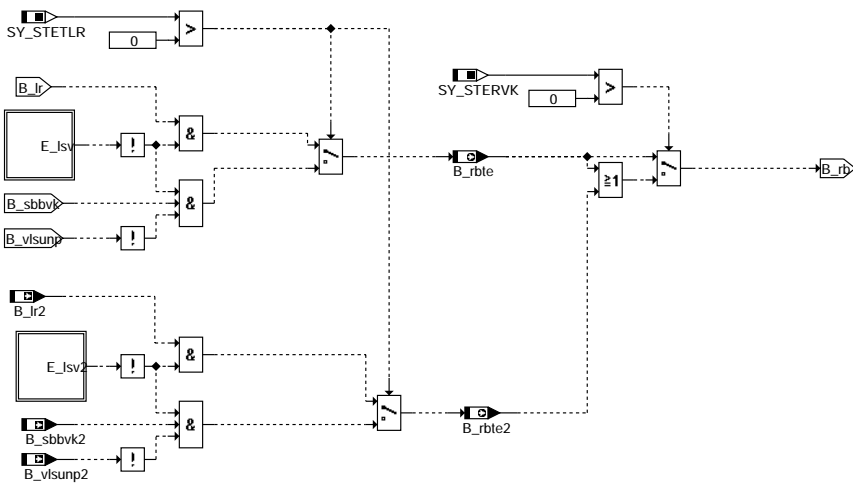 SY_STETLR
>
0
B_lr
E_lsv
!
&
B_sbbvk
&
B_vlsunp
!
SY_STERVK
>
0
B_rbte
≧1
B_rb
B_lr2
E_lsv2
!
&
B_sbbvk2
&
B_vlsunp2
!
B_rbte2